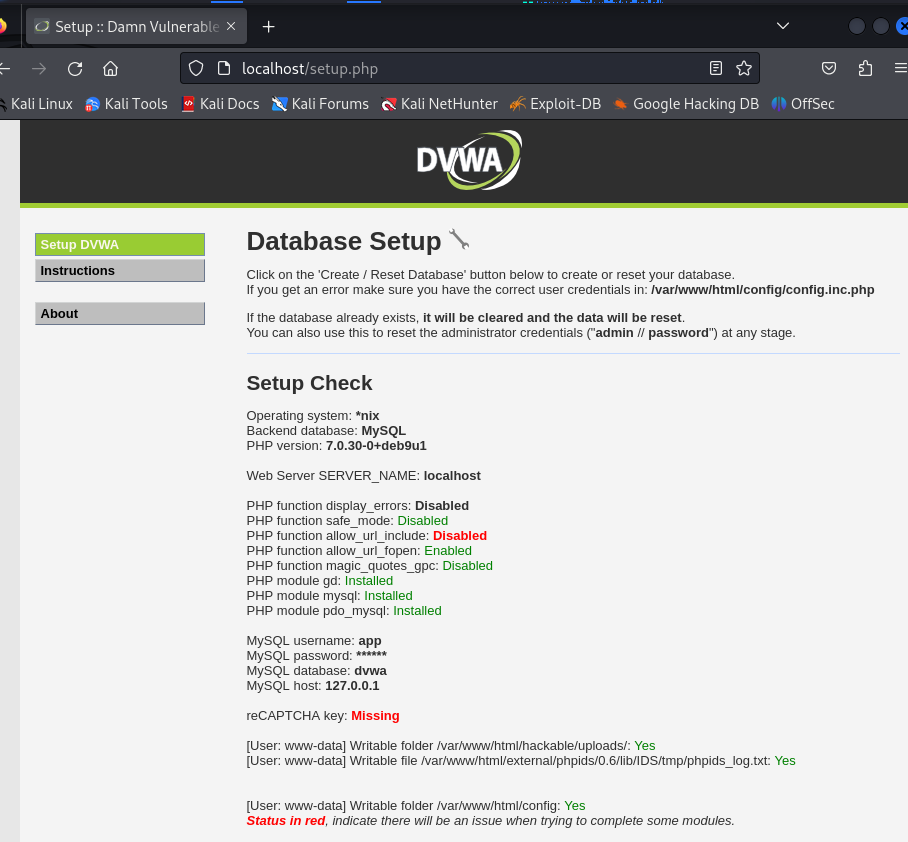 Setup :: Damn Vulnerable
localhost/setup.php
Kali Linux Kali Tools Kali Docs Kali Forums Kali NetHunter Exploit-DB Google Hacking DB OffSec
DVWA
Setup DVWA
Instructions
About
Database Setup
Click on the 'Create / Reset Database' button below to create or reset your database.
If you get an error make sure you have the correct user credentials in: /var/www/html/config/config.inc.php
If the database already exists, it will be cleared and the data will be reset.
You can also use this to reset the administrator credentials ("admin // password") at any stage.
Setup Check
Operating system: *nix
Backend database: MySQL
PHP version: 7.0.30-0+deb9u1
Web Server SERVER_NAME: localhost
PHP function display_errors: Disabled
PHP function safe_mode: Disabled
PHP function allow_url_include: Disabled
PHP function allow_url_fopen: Enabled
PHP function magic_quotes_gpc: Disabled
PHP module gd: Installed
PHP module mysql: Installed
PHP module pdo_mysql: Installed
MySQL username: app
MySQL password: ******
MySQL database: dvwa
MySQL host: 127.0.0.1
reCAPTCHA key: Missing
[User: www-data] Writable folder /var/www/html/hackable/uploads/: Yes
[User: www-data] Writable file /var/www/html/external/phpids/0.6/lib/IDS/tmp/phpids_log.txt: Yes
[User: www-data] Writable folder /var/www/html/config: Yes
Status in red, indicate there will be an issue when trying to complete some modules.